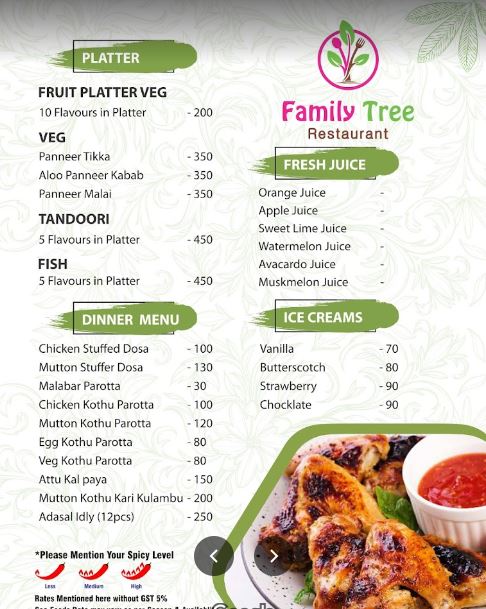 PLATTER
FRUIT PLATTER VEG
10 Flavours in Platter - 200
VEG
Panneer Tikka - 350
Aloo Panneer Kabab - 350
Panneer Malai - 350
TANDOORI
5 Flavours in Platter - 450
FISH
5 Flavours in Platter - 450
DINNER MENU
Chicken Stuffed Dosa - 100
Mutton Stuffer Dosa - 130
Malabar Parotta - 30
Chicken Kothu Parotta - 100
Mutton Kothu Parotta - 120
Egg Kothu Parotta - 80
Veg Kothu Parotta - 80
Attu Kal paya - 150
Mutton Kothu Kari Kulambu - 200
Adasal Idly (12pcs) - 250
*Please Mention Your Spicy Level
Less Medium High
Rates Mentioned here without GST 5%
Family Tree
Restaurant
FRESH JUICE
Orange Juice -
Apple Juice -
Sweet Lime Juice -
Watermelon Juice -
Avacardo Juice -
Muskmelon Juice -
ICE CREAMS
Vanilla - 70
Butterscotch - 80
Strawberry - 90
Chocklate - 90